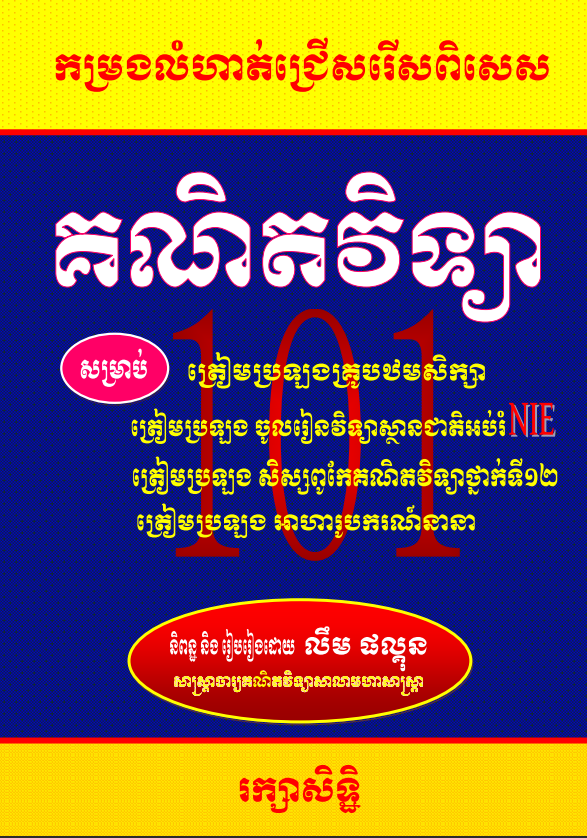 កម្រងលំហាត់ជ្រើសរើសពិសេស
គណិតវិទ្យា
101
សម្រាប់
ត្រៀមប្រឡងគ្រូបឋមសិក្សា
ត្រៀមប្រឡង ចូលរៀនវិទ្យាស្ថានជាតិអប់រំ NIE
ត្រៀមប្រឡង សិស្សពូកែគណិតវិទ្យាថ្នាក់ទី១២
ត្រៀមប្រឡង អាហារូបករណ៍នានា
និពន្ធ និង រៀបរៀងដោយ លឹម ផល្គុន
សាស្ត្រាចារ្យគណិតវិទ្យាសាលាមហាសាស្ត្រា
រក្សាសិទ្ធិ